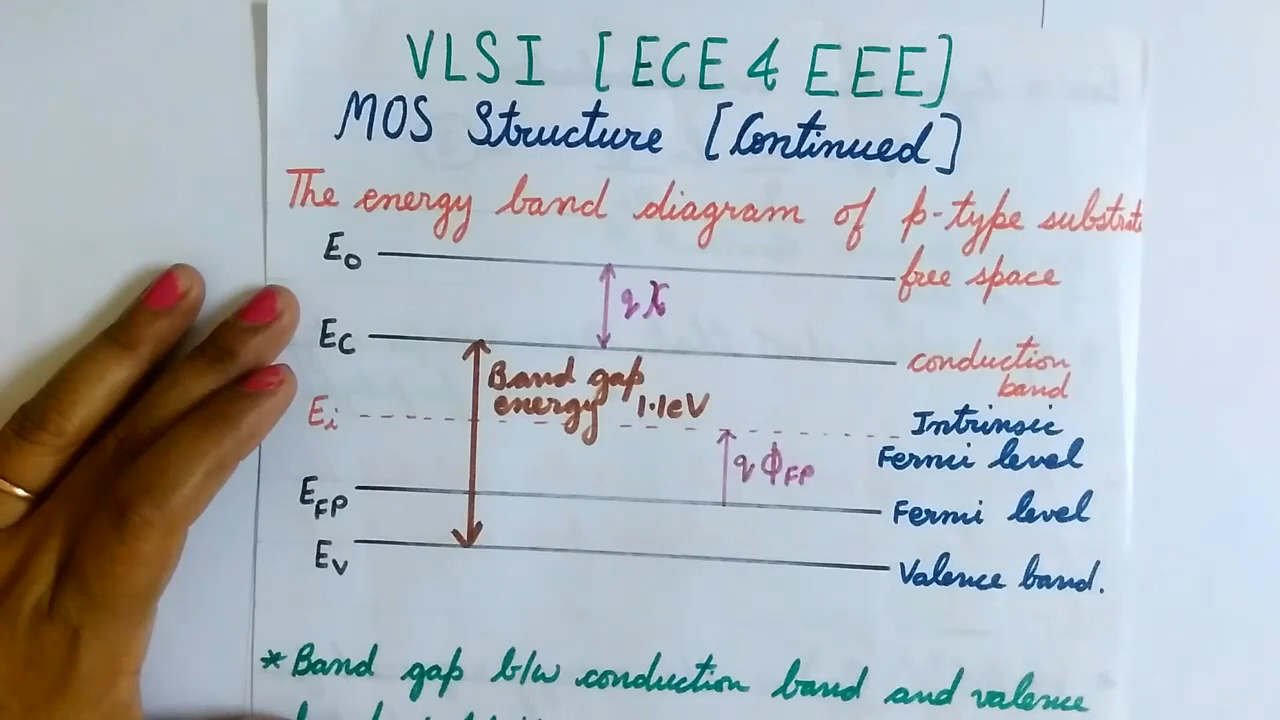 VLSI [ECE & EEE]
MOS Structure [Continued]
The energy band diagram of p-type substrate
E0 free space
qχ
EC conduction
band
Band gap
energy 1.1eV
Ei Intrinsic
Fermi level
qΦFP
EFP Fermi level
EV Valence band.
* Band gap b/w conduction band and valence